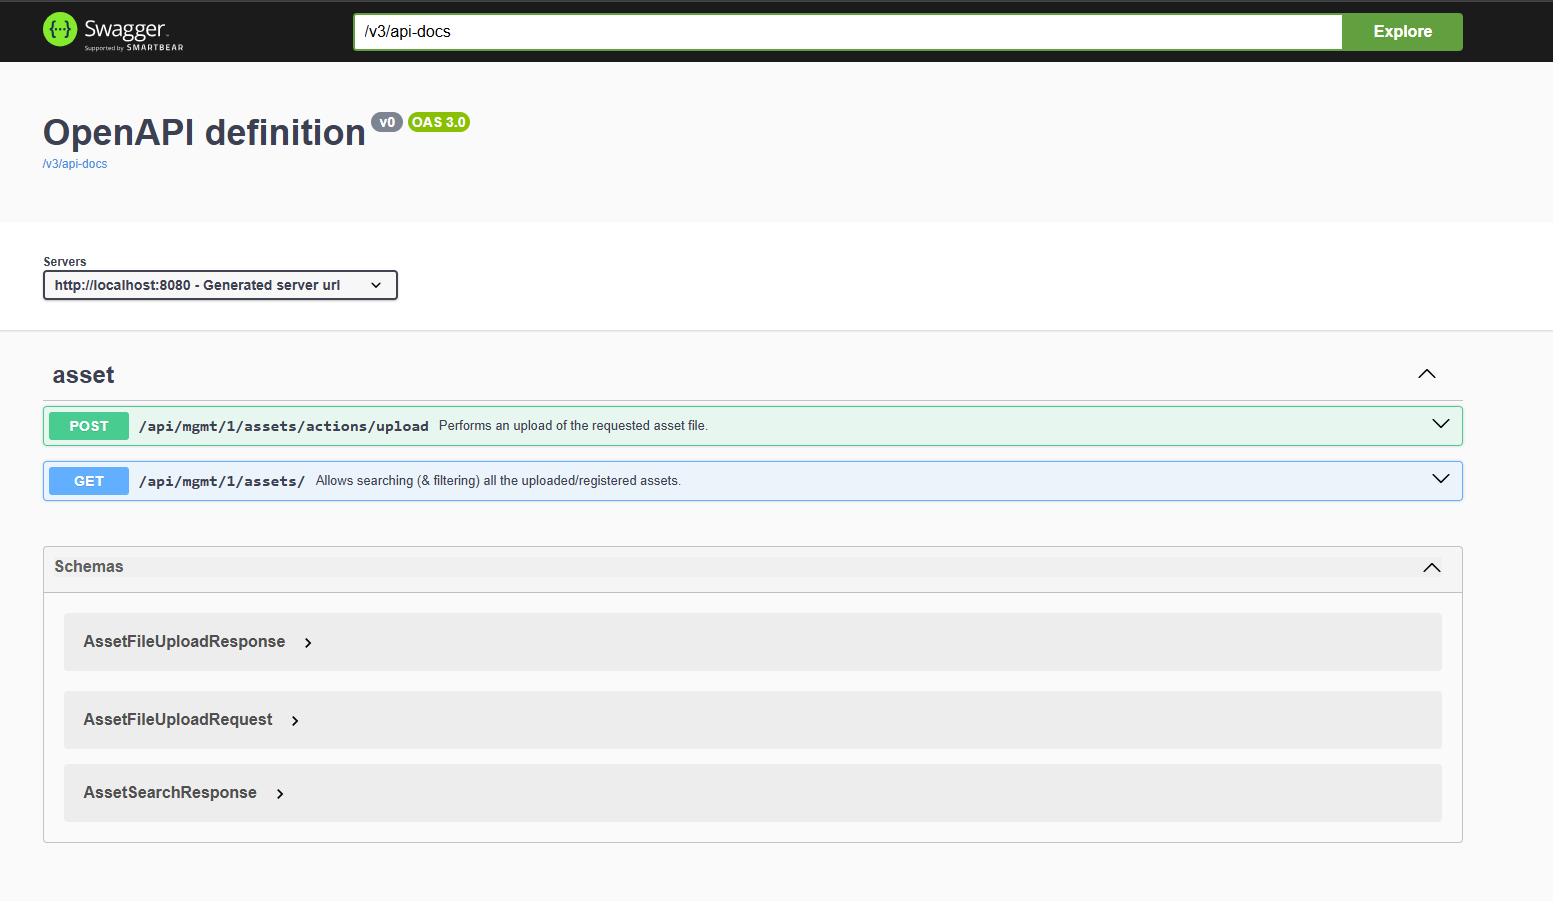 {···} Swagger.
Supported by SMARTBEAR
/v3/api-docs
Explore
OpenAPI definition v0 OAS 3.0
/v3/api-docs
Servers
http://localhost:8080 - Generated server url
asset
POST /api/mgmt/1/assets/actions/upload Performs an upload of the requested asset file.
GET /api/mgmt/1/assets/ Allows searching (& filtering) all the uploaded/registered assets.
Schemas
AssetFileUploadResponse
AssetFileUploadRequest
AssetSearchResponse